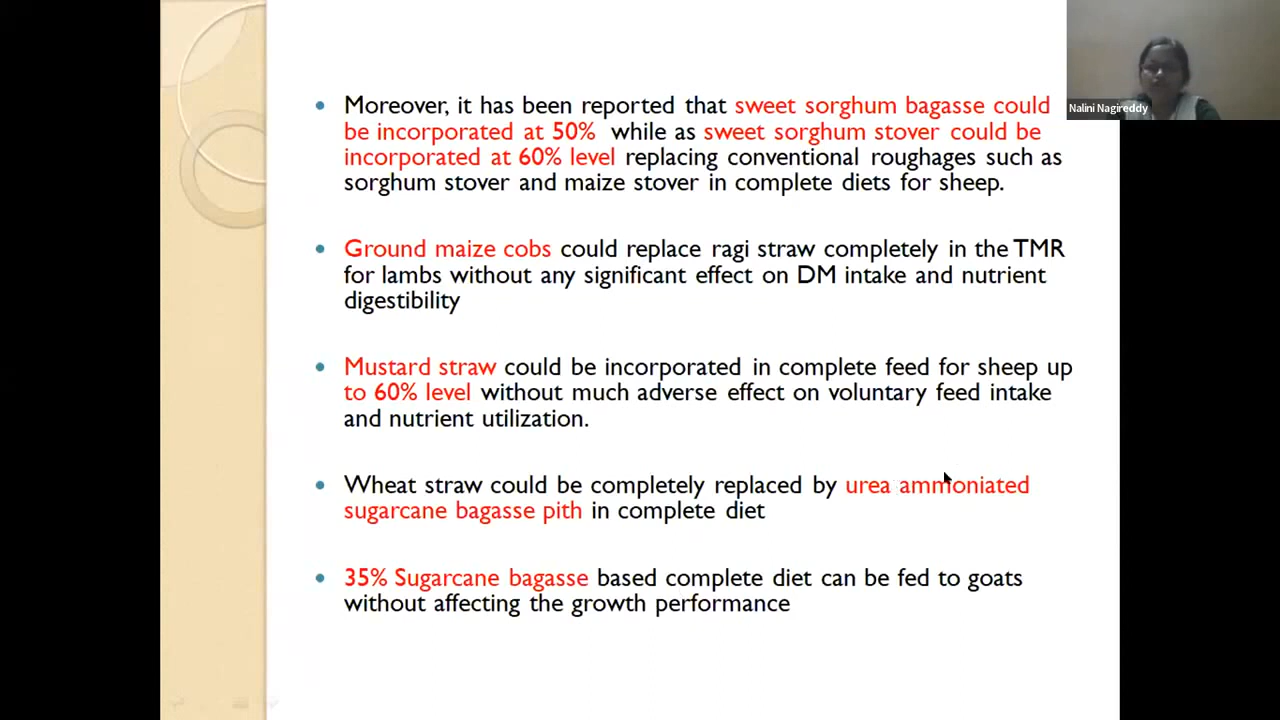 Moreover, it has been reported that sweet sorghum bagasse could
be incorporated at 50% while as sweet sorghum stover could be
incorporated at 60% level replacing conventional roughages such as
sorghum stover and maize stover in complete diets for sheep.
Ground maize cobs could replace ragi straw completely in the TMR
for lambs without any significant effect on DM intake and nutrient
digestibility
Mustard straw could be incorporated in complete feed for sheep up
to 60% level without much adverse effect on voluntary feed intake
and nutrient utilization.
Wheat straw could be completely replaced by urea ammoniated
sugarcane bagasse pith in complete diet
35% Sugarcane bagasse based complete diet can be fed to goats
without affecting the growth performance
Nalini Nagireddy